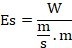 Es = W / (m/s . m)